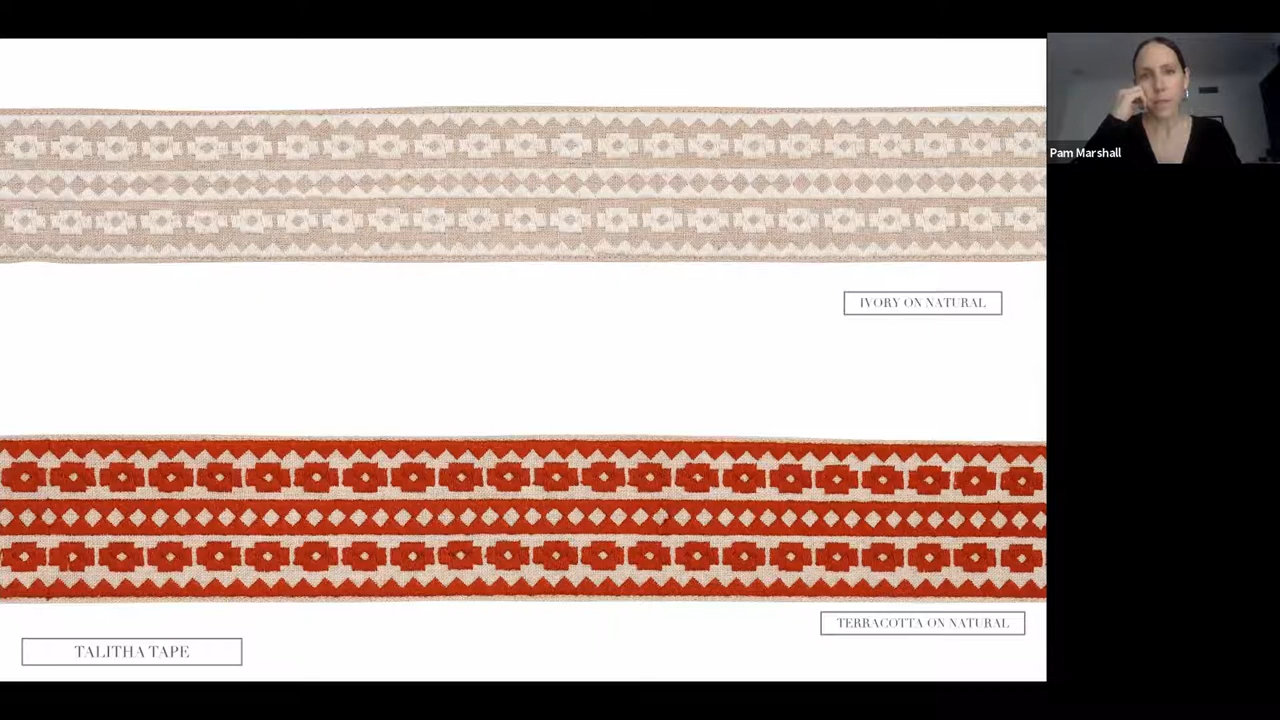 Pam Marshall
IVORY ON NATURAL
TERRACOTTA ON NATURAL
TALITHA TAPE